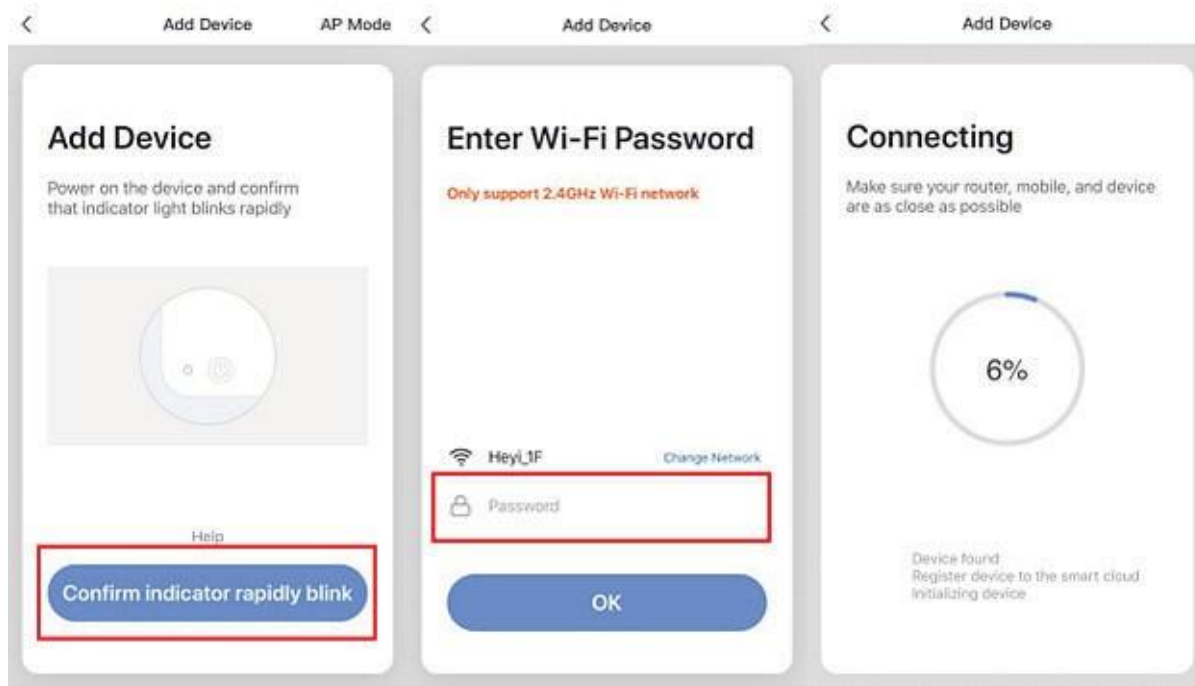 Add Device
AP Mode
Add Device
Power on the device and confirm
that indicator light blinks rapidly
Help
Confirm indicator rapidly blink
Add Device
Enter Wi-Fi Password
Only support 2.4GHz Wi-Fi network
Heyi_1F
Change Network
Password
OK
Add Device
Connecting
Make sure your router, mobile, and device
are as close as possible
6%
Device found
Register device to the smart cloud
Initializing device